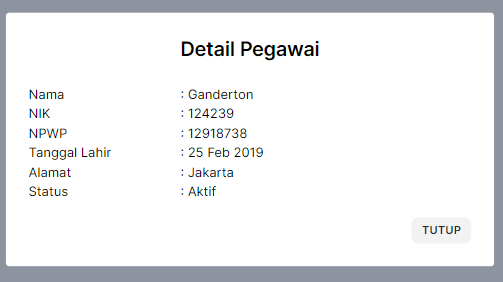 Detail Pegawai
Nama : Ganderton
NIK : 124239
NPWP : 12918738
Tanggal Lahir : 25 Feb 2019
Alamat : Jakarta
Status : Aktif
TUTUP